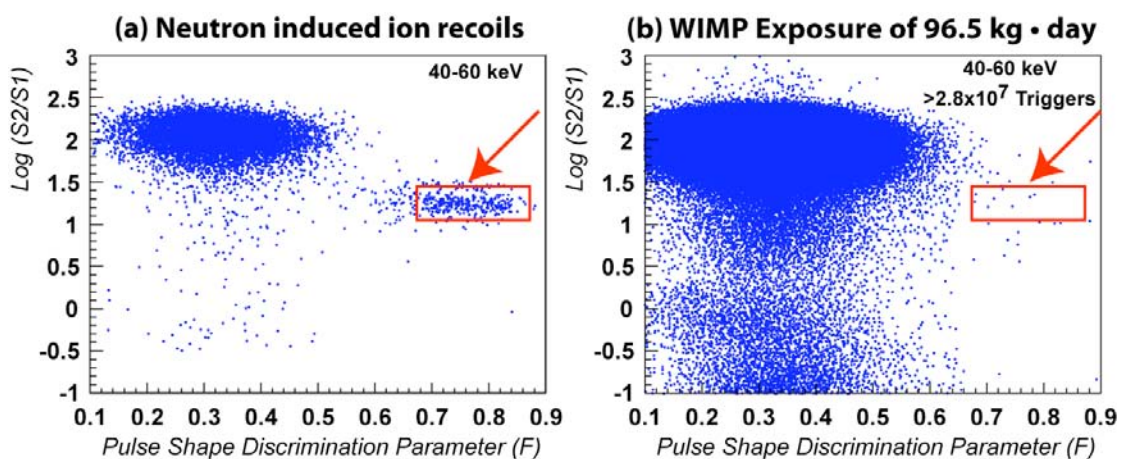 (a) Neutron induced ion recoils
40-60 keV
Log (S2/S1)
3
2.5
2
1.5
1
0.5
0
-0.5
-1
0.1 0.2 0.3 0.4 0.5 0.6 0.7 0.8 0.9
Pulse Shape Discrimination Parameter (F)
(b) WIMP Exposure of 96.5 kg • day
40-60 keV
>2.8x10⁷ Triggers
Log (S2/S1)
3
2.5
2
1.5
1
0.5
0
-0.5
-1
0.1 0.2 0.3 0.4 0.5 0.6 0.7 0.8 0.9
Pulse Shape Discrimination Parameter (F)